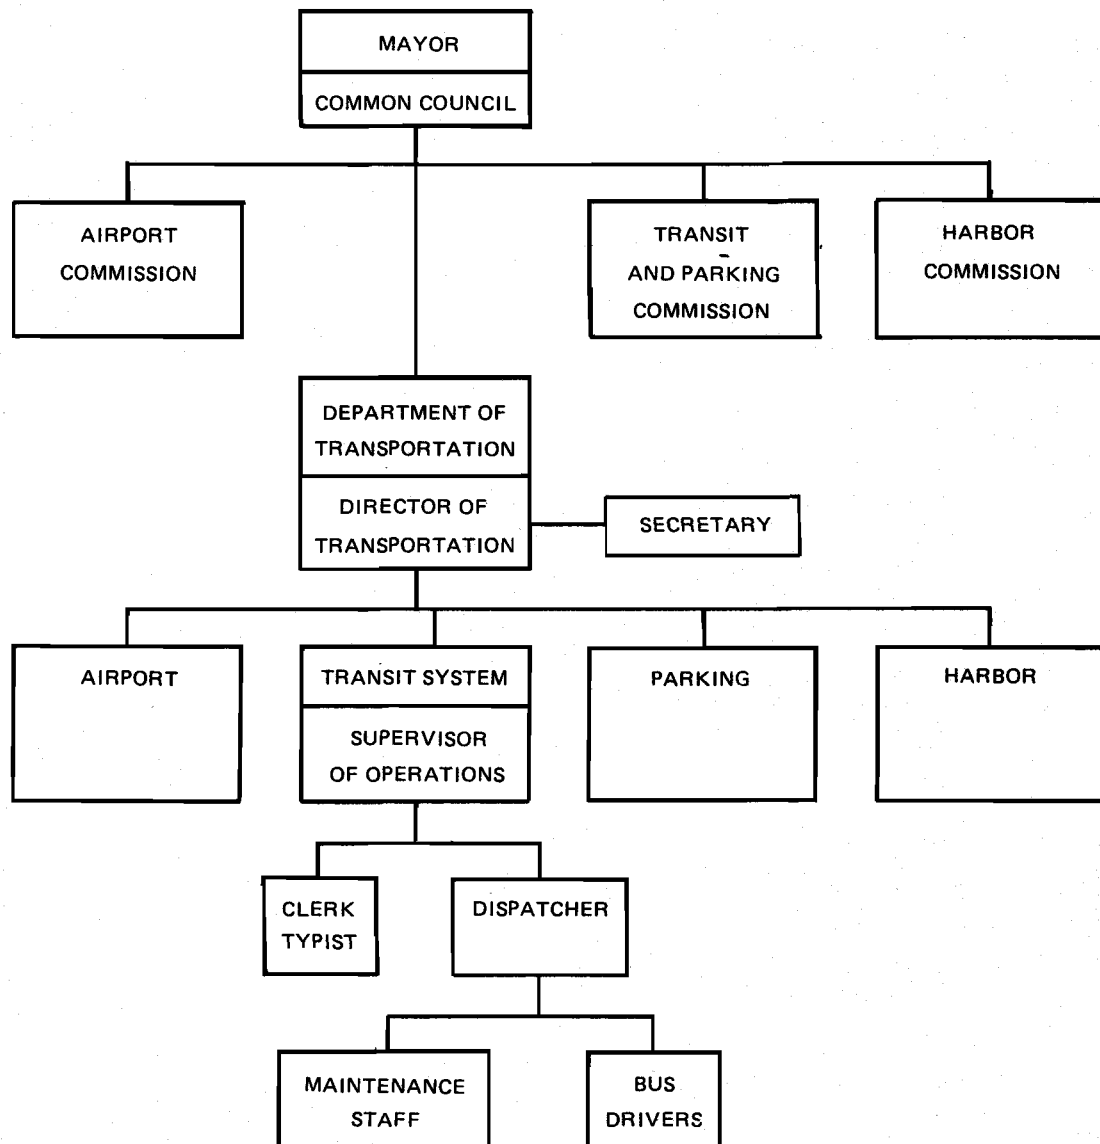 MAYOR
COMMON COUNCIL
AIRPORT
COMMISSION
TRANSIT
AND PARKING
COMMISSION
HARBOR
COMMISSION
DEPARTMENT OF
TRANSPORTATION
DIRECTOR OF
TRANSPORTATION
SECRETARY
AIRPORT
TRANSIT SYSTEM
SUPERVISOR
OF OPERATIONS
PARKING
HARBOR
CLERK
TYPIST
DISPATCHER
MAINTENANCE
STAFF
BUS
DRIVERS